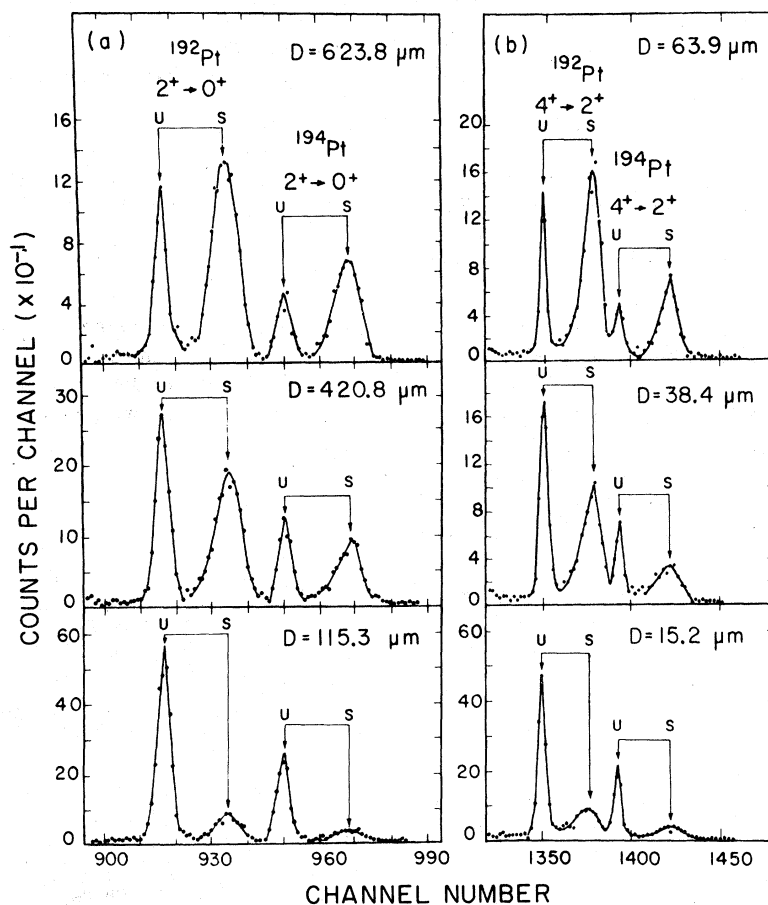 (a)
¹⁹²Pt
2⁺→0⁺
D = 623.8 μm
U S
¹⁹⁴Pt
2⁺→0⁺
U S
16
12
8
4
0
U S
D = 420.8 μm
U S
30
20
10
0
U S
D = 115.3 μm
U S
60
40
20
0
900 930 960 990
(b)
D = 63.9 μm
¹⁹²Pt
4⁺→2⁺
U S
¹⁹⁴Pt
4⁺→2⁺
U S
20
16
12
8
4
0
U S
D = 38.4 μm
U S
16
12
8
4
0
U S
D = 15.2 μm
U S
60
40
20
0
1350 1400 1450
COUNTS PER CHANNEL (x 10⁻¹)
CHANNEL NUMBER